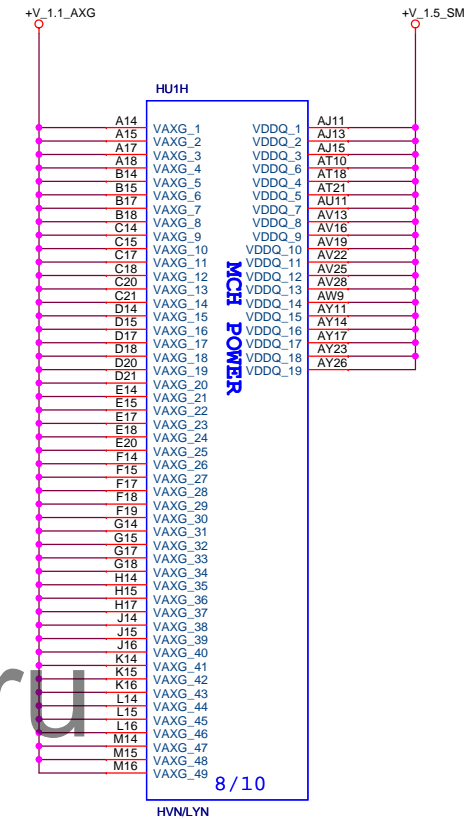 +V_1.1_AXG +V_1.5_SM
HU1H
A14 VAXG_1 VDDQ_1 AJ11
A15 VAXG_2 VDDQ_2 AJ13
A17 VAXG_3 VDDQ_3 AJ15
A18 VAXG_4 VDDQ_6 AT10
B14 VAXG_5 VDDQ_4 AT18
B15 VAXG_6 VDDQ_5 AT21
B17 VAXG_7 VDDQ_7 AU11
B18 VAXG_8 VDDQ_8 AV13
C14 VAXG_9 VDDQ_9 AV16
C15 VAXG_10 VDDQ_10 AV19
C17 VAXG_11 VDDQ_11 AV22
C18 VAXG_12 VDDQ_12 AV25
C20 VAXG_13 VDDQ_13 AV28
C21 VAXG_14 VDDQ_14 AW9
D14 VAXG_15 VDDQ_15 AY11
D15 VAXG_16 VDDQ_16 AY14
D17 VAXG_17 VDDQ_17 AY17
D18 VAXG_18 VDDQ_18 AY23
D20 VAXG_19 VDDQ_19 AY26
D21 VAXG_20
E14 VAXG_21
E15 VAXG_22
E17 VAXG_23
E18 VAXG_24
E20 VAXG_25
F14 VAXG_26
F15 VAXG_27
F17 VAXG_28
F18 VAXG_29
F19 VAXG_30
G14 VAXG_31
G15 VAXG_32
G17 VAXG_33
G18 VAXG_34
H14 VAXG_35
H15 VAXG_36
H17 VAXG_37
J14 VAXG_38
J15 VAXG_39
J16 VAXG_40
K14 VAXG_41
K15 VAXG_42
K16 VAXG_43
L14 VAXG_44
L15 VAXG_45
L16 VAXG_46
M14 VAXG_47
M15 VAXG_48
M16 VAXG_49
MCH POWER
8/10
HVN/LYN
ru